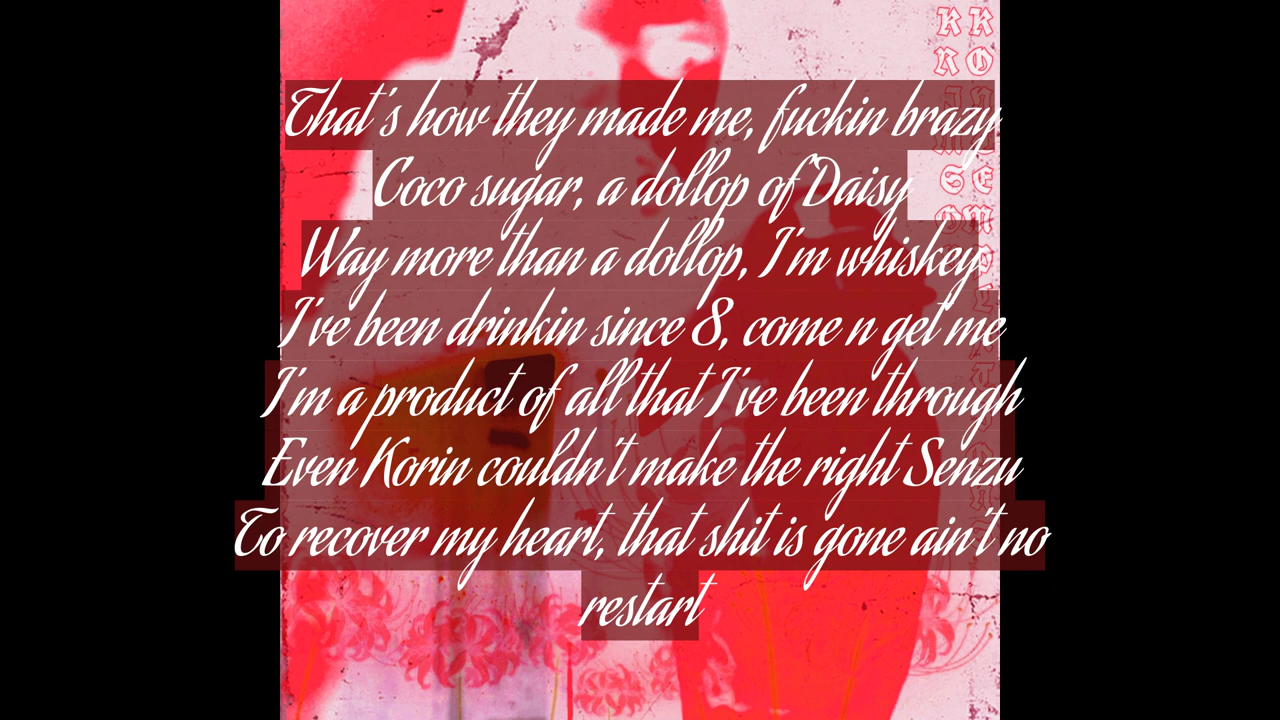 That's how they made me, fuckin brazy
Coco sugar, a dollop of Daisy
Way more than a dollop, I'm whiskey
I've been drinkin since 8, come n get me
I'm a product of all that I've been through
Even Korin couldn't make the right Senzu
To recover my heart, that shit is gone ain't no
restart